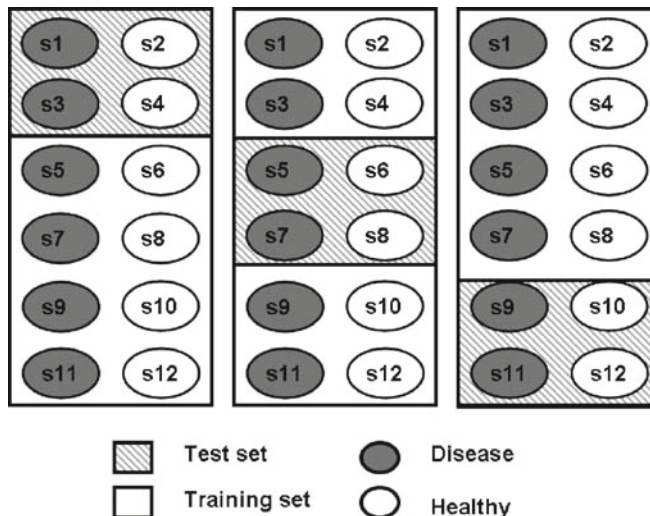 s1 s2 s1 s2 s1 s2
s3 s4 s3 s4 s3 s4
s5 s6 s5 s6 s5 s6
s7 s8 s7 s8 s7 s8
s9 s10 s9 s10 s9 s10
s11 s12 s11 s12 s11 s12
Test set Disease
Training set Healthy